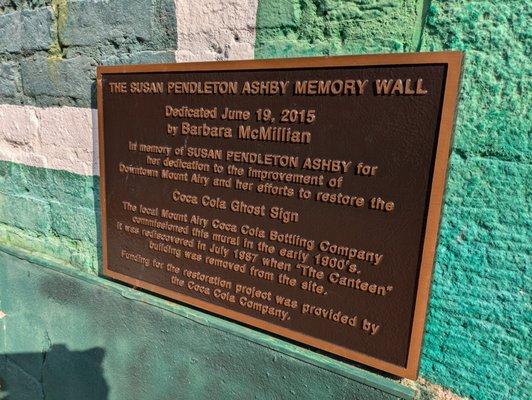 THE SUSAN PENDLETON ASHBY MEMORY WALL
Dedicated June 19, 2015
by Barbara McMillian
In memory of SUSAN PENDLETON ASHBY for
her dedication to the improvement of
Downtown Mount Airy and her efforts to restore the
Coca Cola Ghost Sign
The local Mount Airy Coca Cola Bottling Company
commissioned this mural in the early 1900's.
It was rediscovered in July 1987 when "The Canteen"
building was removed from the site.
Funding for the restoration project was provided by
the Coca Cola Company.